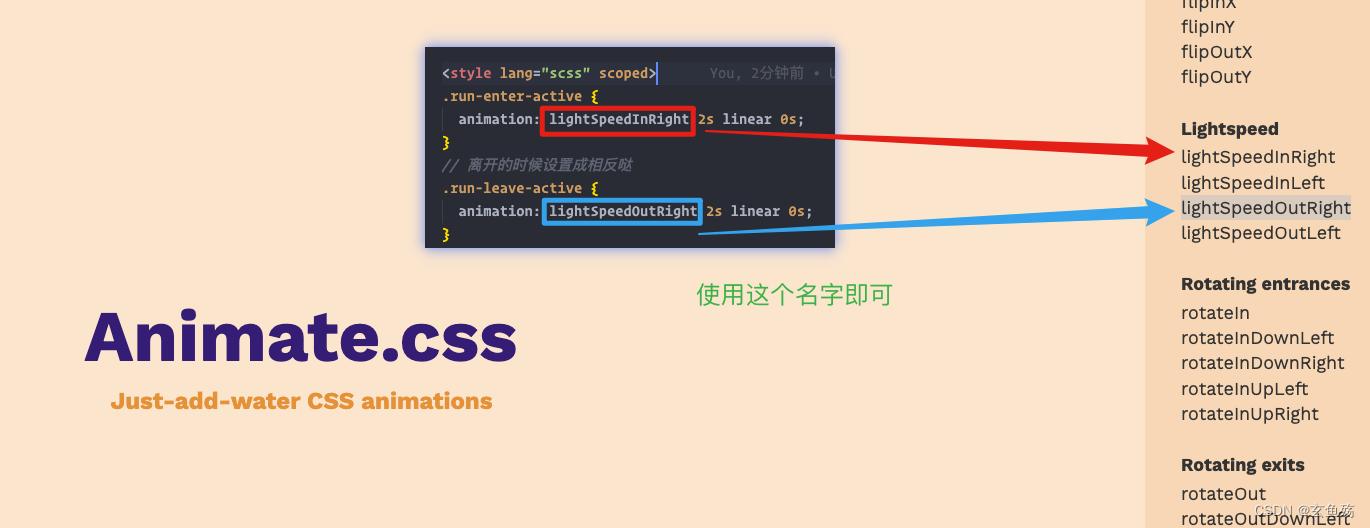 <style lang="scss" scoped>
You, 2分钟前 • U
.run-enter-active {
animation: lightSpeedInRight 2s linear 0s;
}
// 离开的时候设置成相反哒
.run-leave-active {
animation: lightSpeedOutRight 2s linear 0s;
}
使用这个名字即可
Animate.css
Just-add-water CSS animations
flipInX
flipInY
flipOutX
flipOutY
Lightspeed
lightSpeedInRight
lightSpeedInLeft
lightSpeedOutRight
lightSpeedOutLeft
Rotating entrances
rotateIn
rotateInDownLeft
rotateInDownRight
rotateInUpLeft
rotateInUpRight
Rotating exits
rotateOut
rotateOutDownLeft
CSDN @玄鱼殇